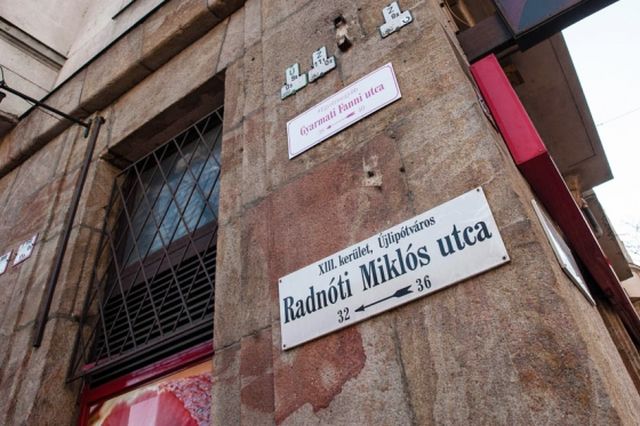 Gyarmati Fanni utca
XIII. kerület, Újlipótváros
Radnóti Miklós utca
32 36